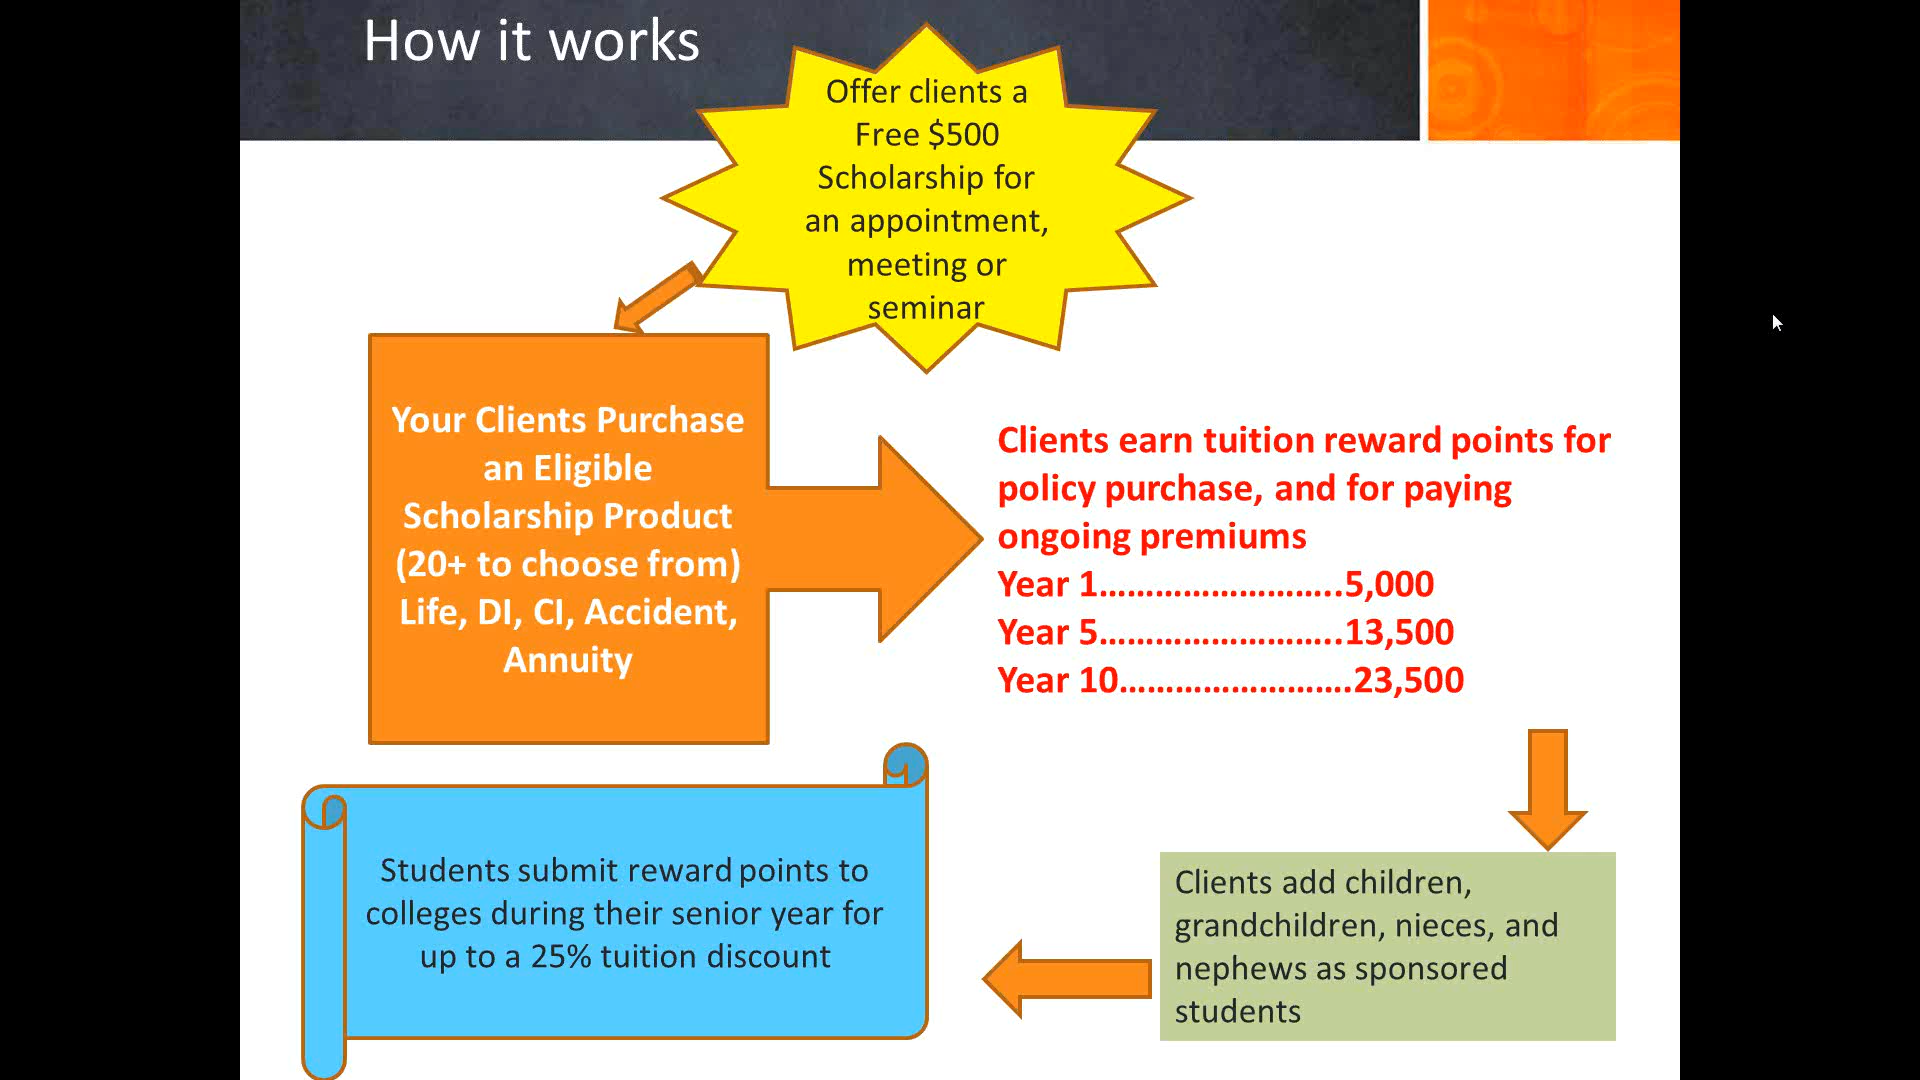 How it works
Offer clients a
Free $500
Scholarship for
an appointment,
meeting or
seminar
Your Clients Purchase
an Eligible
Scholarship Product
(20+ to choose from)
Life, DI, CI, Accident,
Annuity
Clients earn tuition reward points for
policy purchase, and for paying
ongoing premiums
Year 1……………………..5,000
Year 5……………………..13,500
Year 10…………………….23,500
Clients add children,
grandchildren, nieces, and
nephews as sponsored
students
Students submit reward points to
colleges during their senior year for
up to a 25% tuition discount